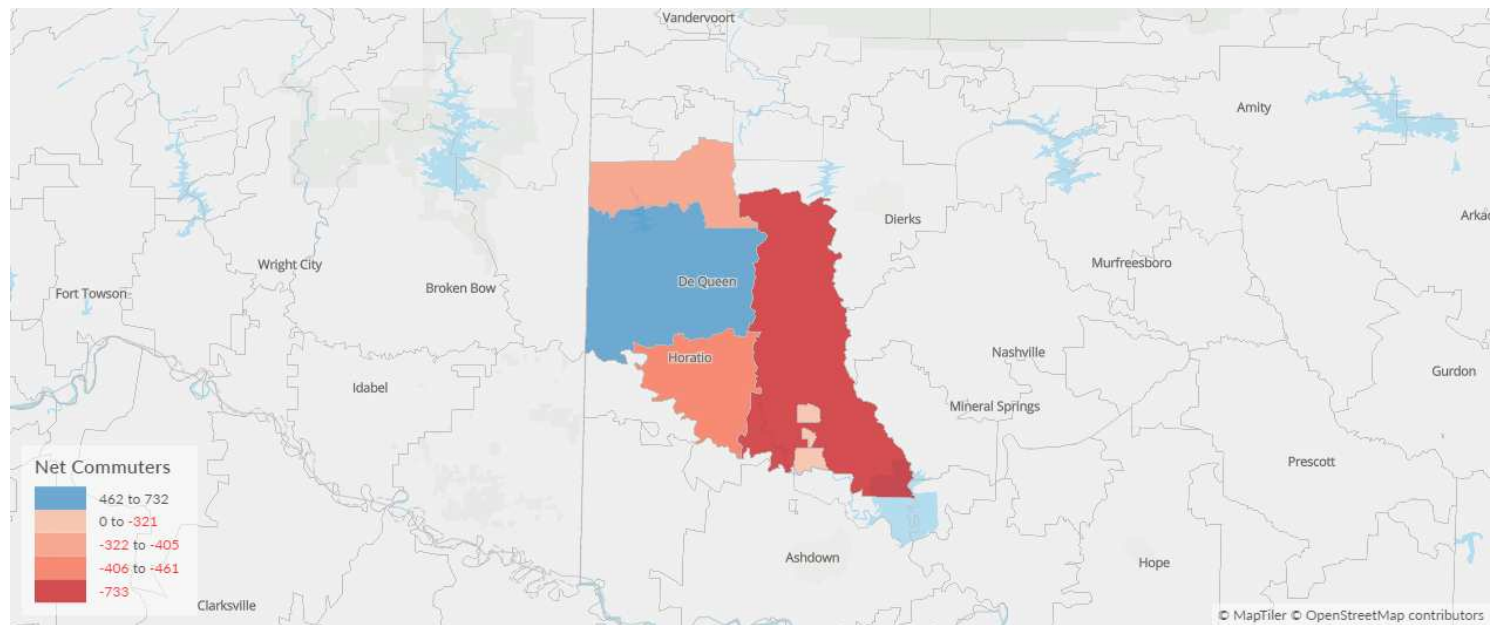 Vandervoort
Amity
Dierks
Arkad
Wright City
Murfreesboro
De Queen
Broken Bow
Fort Towson
Nashville
Horatio
Gurdon
Idabel
Mineral Springs
Prescott
Net Commuters
462 to 732
0 to -321
-322 to -405
-406 to -461
-733
Ashdown
Hope
Clarksville
© MapTiler © OpenStreetMap contributors